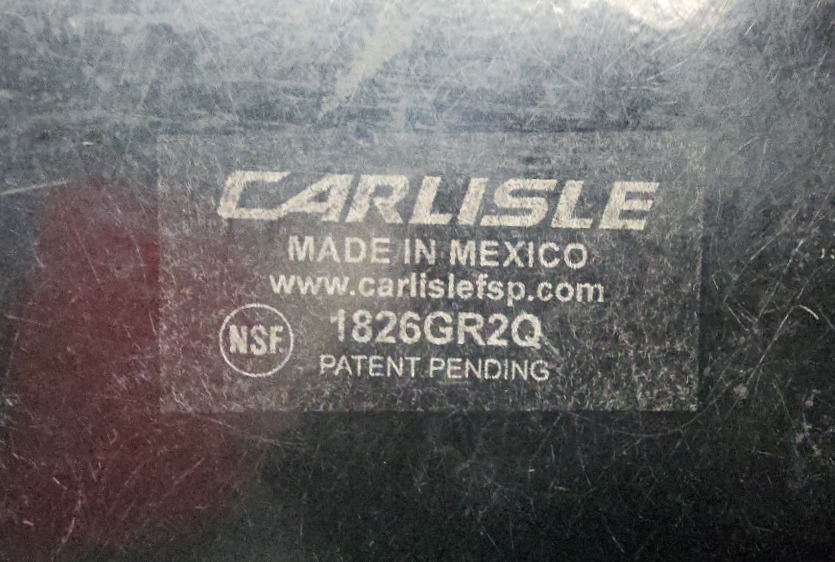 CARLISLE
MADE IN MEXICO
www.carlislefsp.com
NSF. 1826GR2Q
PATENT PENDING